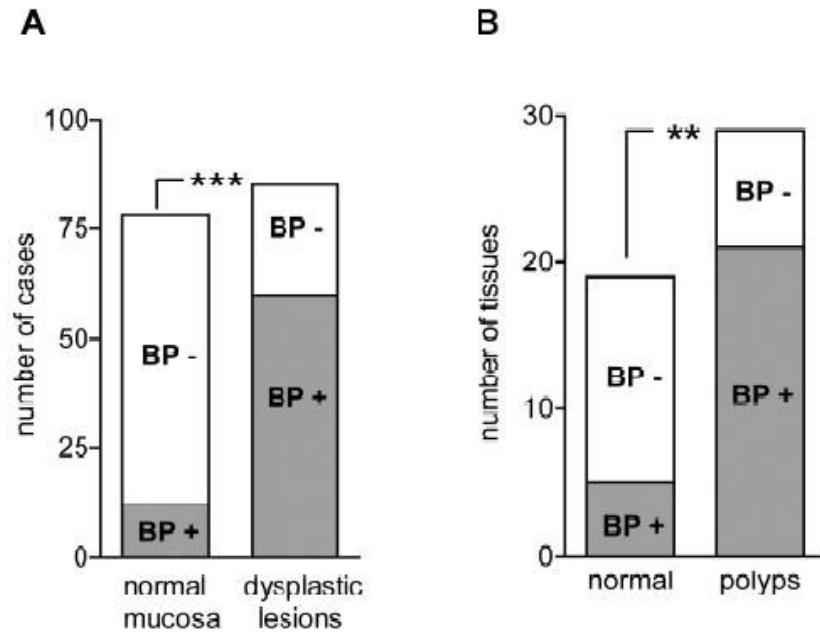 A
number of cases
100
75
50
25
0
***
BP -
BP +
BP -
BP +
normal
mucosa
dysplastic
lesions
B
number of tissues
30
20
10
0
**
BP -
BP +
BP -
BP +
normal
polyps